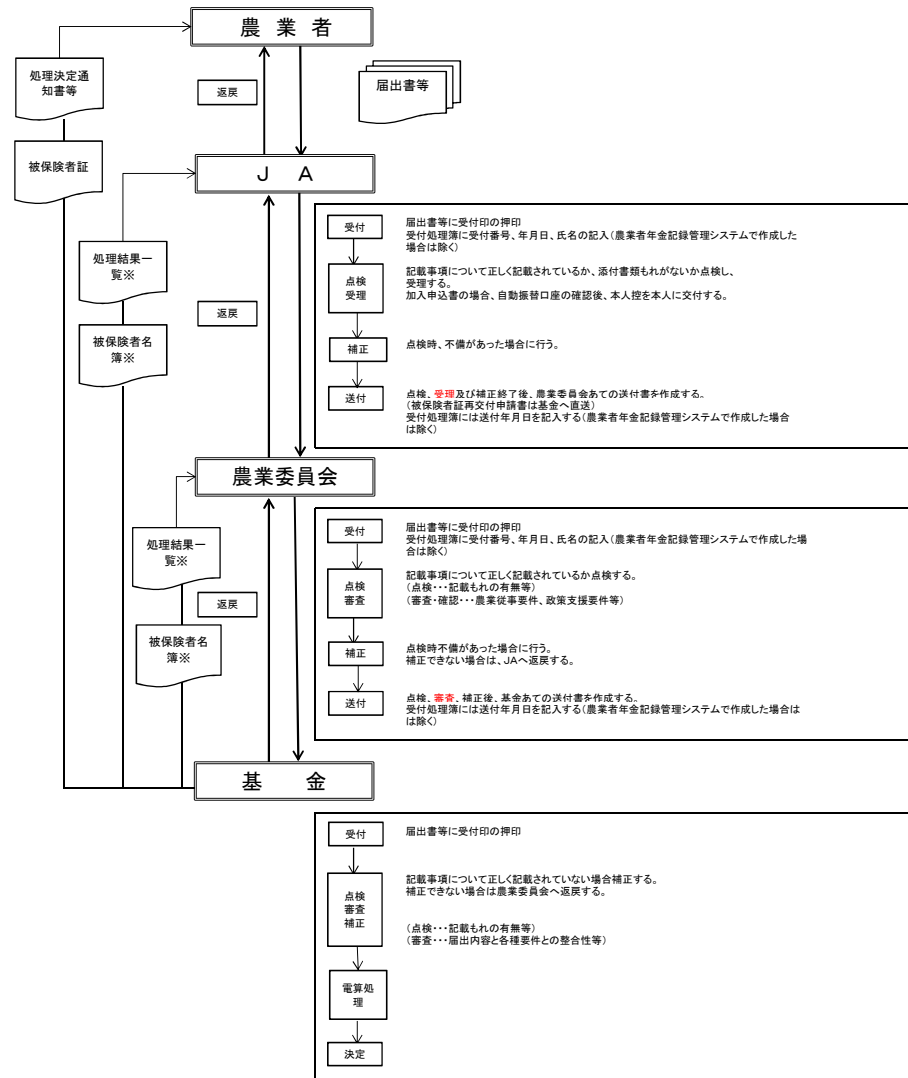 農　業　者
処理決定通
知書等
返戻
届出書等
被保険者証
Ｊ　Ａ
受付
届出書等に受付印の押印
受付処理簿に受付番号、年月日、氏名の記入（農業者年金記録管理システムで作成した
場合は除く）
点検
受理
記載事項について正しく記載されているか、添付書類もれがないか点検し、
受理する。
加入申込書の場合、自動振替口座の確認後、本人控を本人に交付する。
処理結果一
覧※
返戻
被保険者名
簿※
補正
点検時、不備があった場合に行う。
送付
点検、受理及び補正終了後、農業委員会あての送付書を作成する。
（被保険者証再交付申請書は基金へ直送）
受付処理簿には送付年月日を記入する（農業者年金記録管理システムで作成した場合
は除く）
農業委員会
受付
届出書等に受付印の押印
受付処理簿に受付番号、年月日、氏名の記入（農業者年金記録管理システムで作成した場
合は除く）
処理結果一
覧※
点検
審査
記載事項について正しく記載されているか点検する。
（点検・・・記載もれの有無等）
（審査・確認・・・農業従事要件、政策支援要件等）
返戻
被保険者名
簿※
補正
点検時不備があった場合に行う。
補正できない場合は、JAへ返戻する。
送付
点検、審査、補正後、基金あての送付書を作成する。
受付処理簿には送付年月日を記入する（農業者年金記録管理システムで作成した場合は
は除く）
基　　金
受付
届出書等に受付印の押印
点検
審査
補正
記載事項について正しく記載されていない場合補正する。
補正できない場合は農業委員会へ返戻する。
（点検・・・記載もれの有無等）
（審査・・・届出内容と各種要件との整合性等）
電算処
理
決定